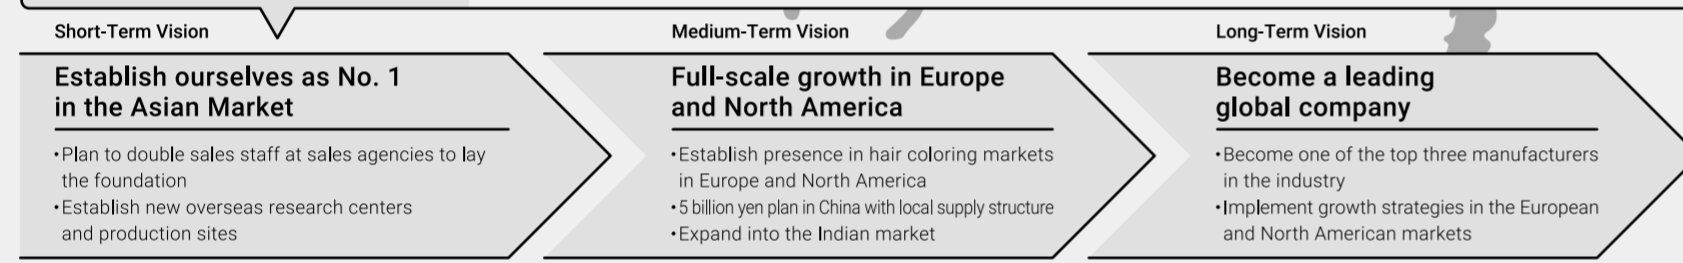 Short-Term Vision
Establish ourselves as No. 1
in the Asian Market
•Plan to double sales staff at sales agencies to lay
the foundation
•Establish new overseas research centers
and production sites
Medium-Term Vision
Full-scale growth in Europe
and North America
•Establish presence in hair coloring markets
in Europe and North America
•5 billion yen plan in China with local supply structure
•Expand into the Indian market
Long-Term Vision
Become a leading
global company
•Become one of the top three manufacturers
in the industry
•Implement growth strategies in the European
and North American markets